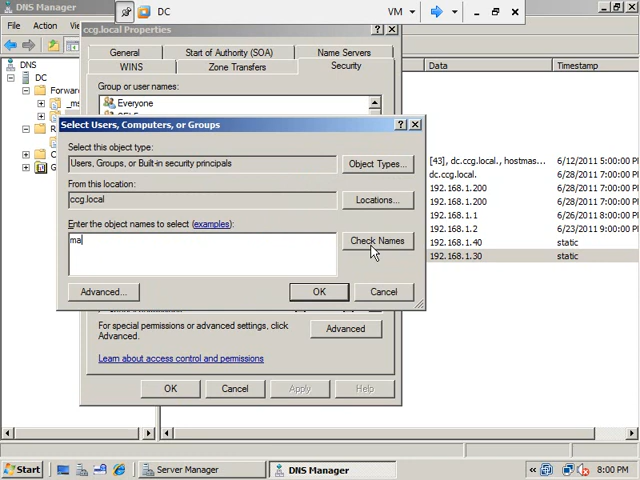 DNS Manager
DC
VM
File
Action
ccg.local Properties
General
Start of Authority (SOA)
Name Servers
WINS
Zone Transfers
Security
Group or user names:
Everyone
DNS
DC
Data
Timestamp
Select Users, Computers, or Groups
Select this object type:
Users, Groups, or Built-in security principals
Object Types...
From this location:
ccg.local
Locations...
Enter the object names to select (examples):
ma
Check Names
Advanced...
OK
Cancel
[43], dc.ccg.local., hostmas...
6/12/2011 5:00:00 P
dc.ccg.local.
6/28/2011 7:00:00 P
192.168.1.200
6/28/2011 7:00:00 P
192.168.1.200
6/28/2011 7:00:00 P
192.168.1.1
6/26/2011 8:00:00 P
192.168.1.2
6/23/2011 9:00:00 P
192.168.1.40
static
192.168.1.30
static
For special permissions or advanced settings, click
Advanced.
Advanced
Learn about access control and permissions
OK
Cancel
Apply
Help
Start
Server Manager
DNS Manager
8:00 PM